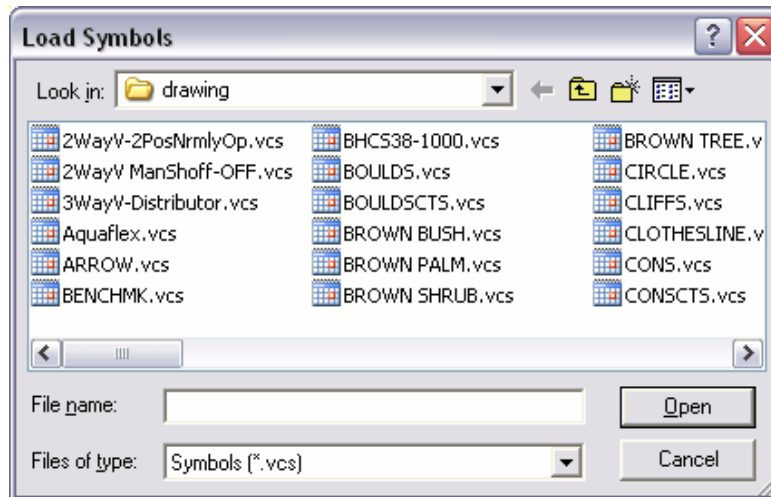 Load Symbols
Look in: drawing
2WayV-2PosNrmlyOp.vcs BHCS38-1000.vcs BROWN TREE.v
2WayV ManShoff-OFF.vcs BOULDS.vcs CIRCLE.vcs
3WayV-Distributor.vcs BOULDSCTS.vcs CLIFFS.vcs
Aquaflex.vcs BROWN BUSH.vcs CLOTHESLINE.v
ARROW.vcs BROWN PALM.vcs CONS.vcs
BENCHMK.vcs BROWN SHRUB.vcs CONSCTS.vcs
File name: Open
Files of type: Symbols (*.vcs) Cancel